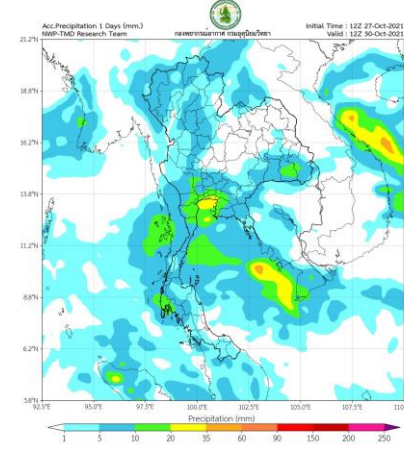 Acc.Precipitation 1 Days (mm.)
NWP-TMD Research Team
กองพยากรณ์อากาศ กรมอุตุนิยมวิทยา
Initial Time : 12Z 27-Oct-2021
Valid : 12Z 30-Oct-2021
21.2°N
18.8°N
16.2°N
13.8°N
11.2°N
8.8°N
6.2°N
3.8°N
92.5°E 95.0°E 97.5°E 100.0°E 102.5°E 105.0°E 107.5°E 110
Precipitation (mm)
1 5 10 20 35 60 90 150 200 250